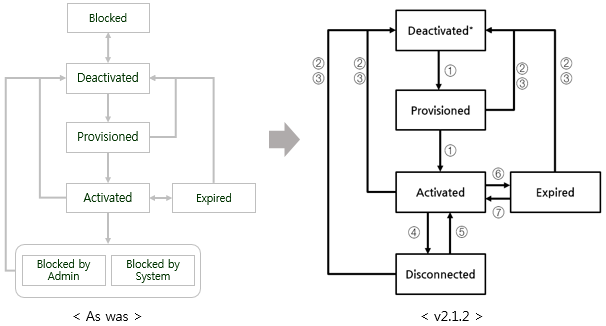 Blocked
Deactivated
Provisioned
Activated
Expired
Blocked by
Admin
Blocked by
System
< As was >
Deactivated*
②
③
②
③
①
②
③
②
③
Provisioned
①
Activated
⑥
⑦
Expired
④
⑤
Disconnected
< v2.1.2 >